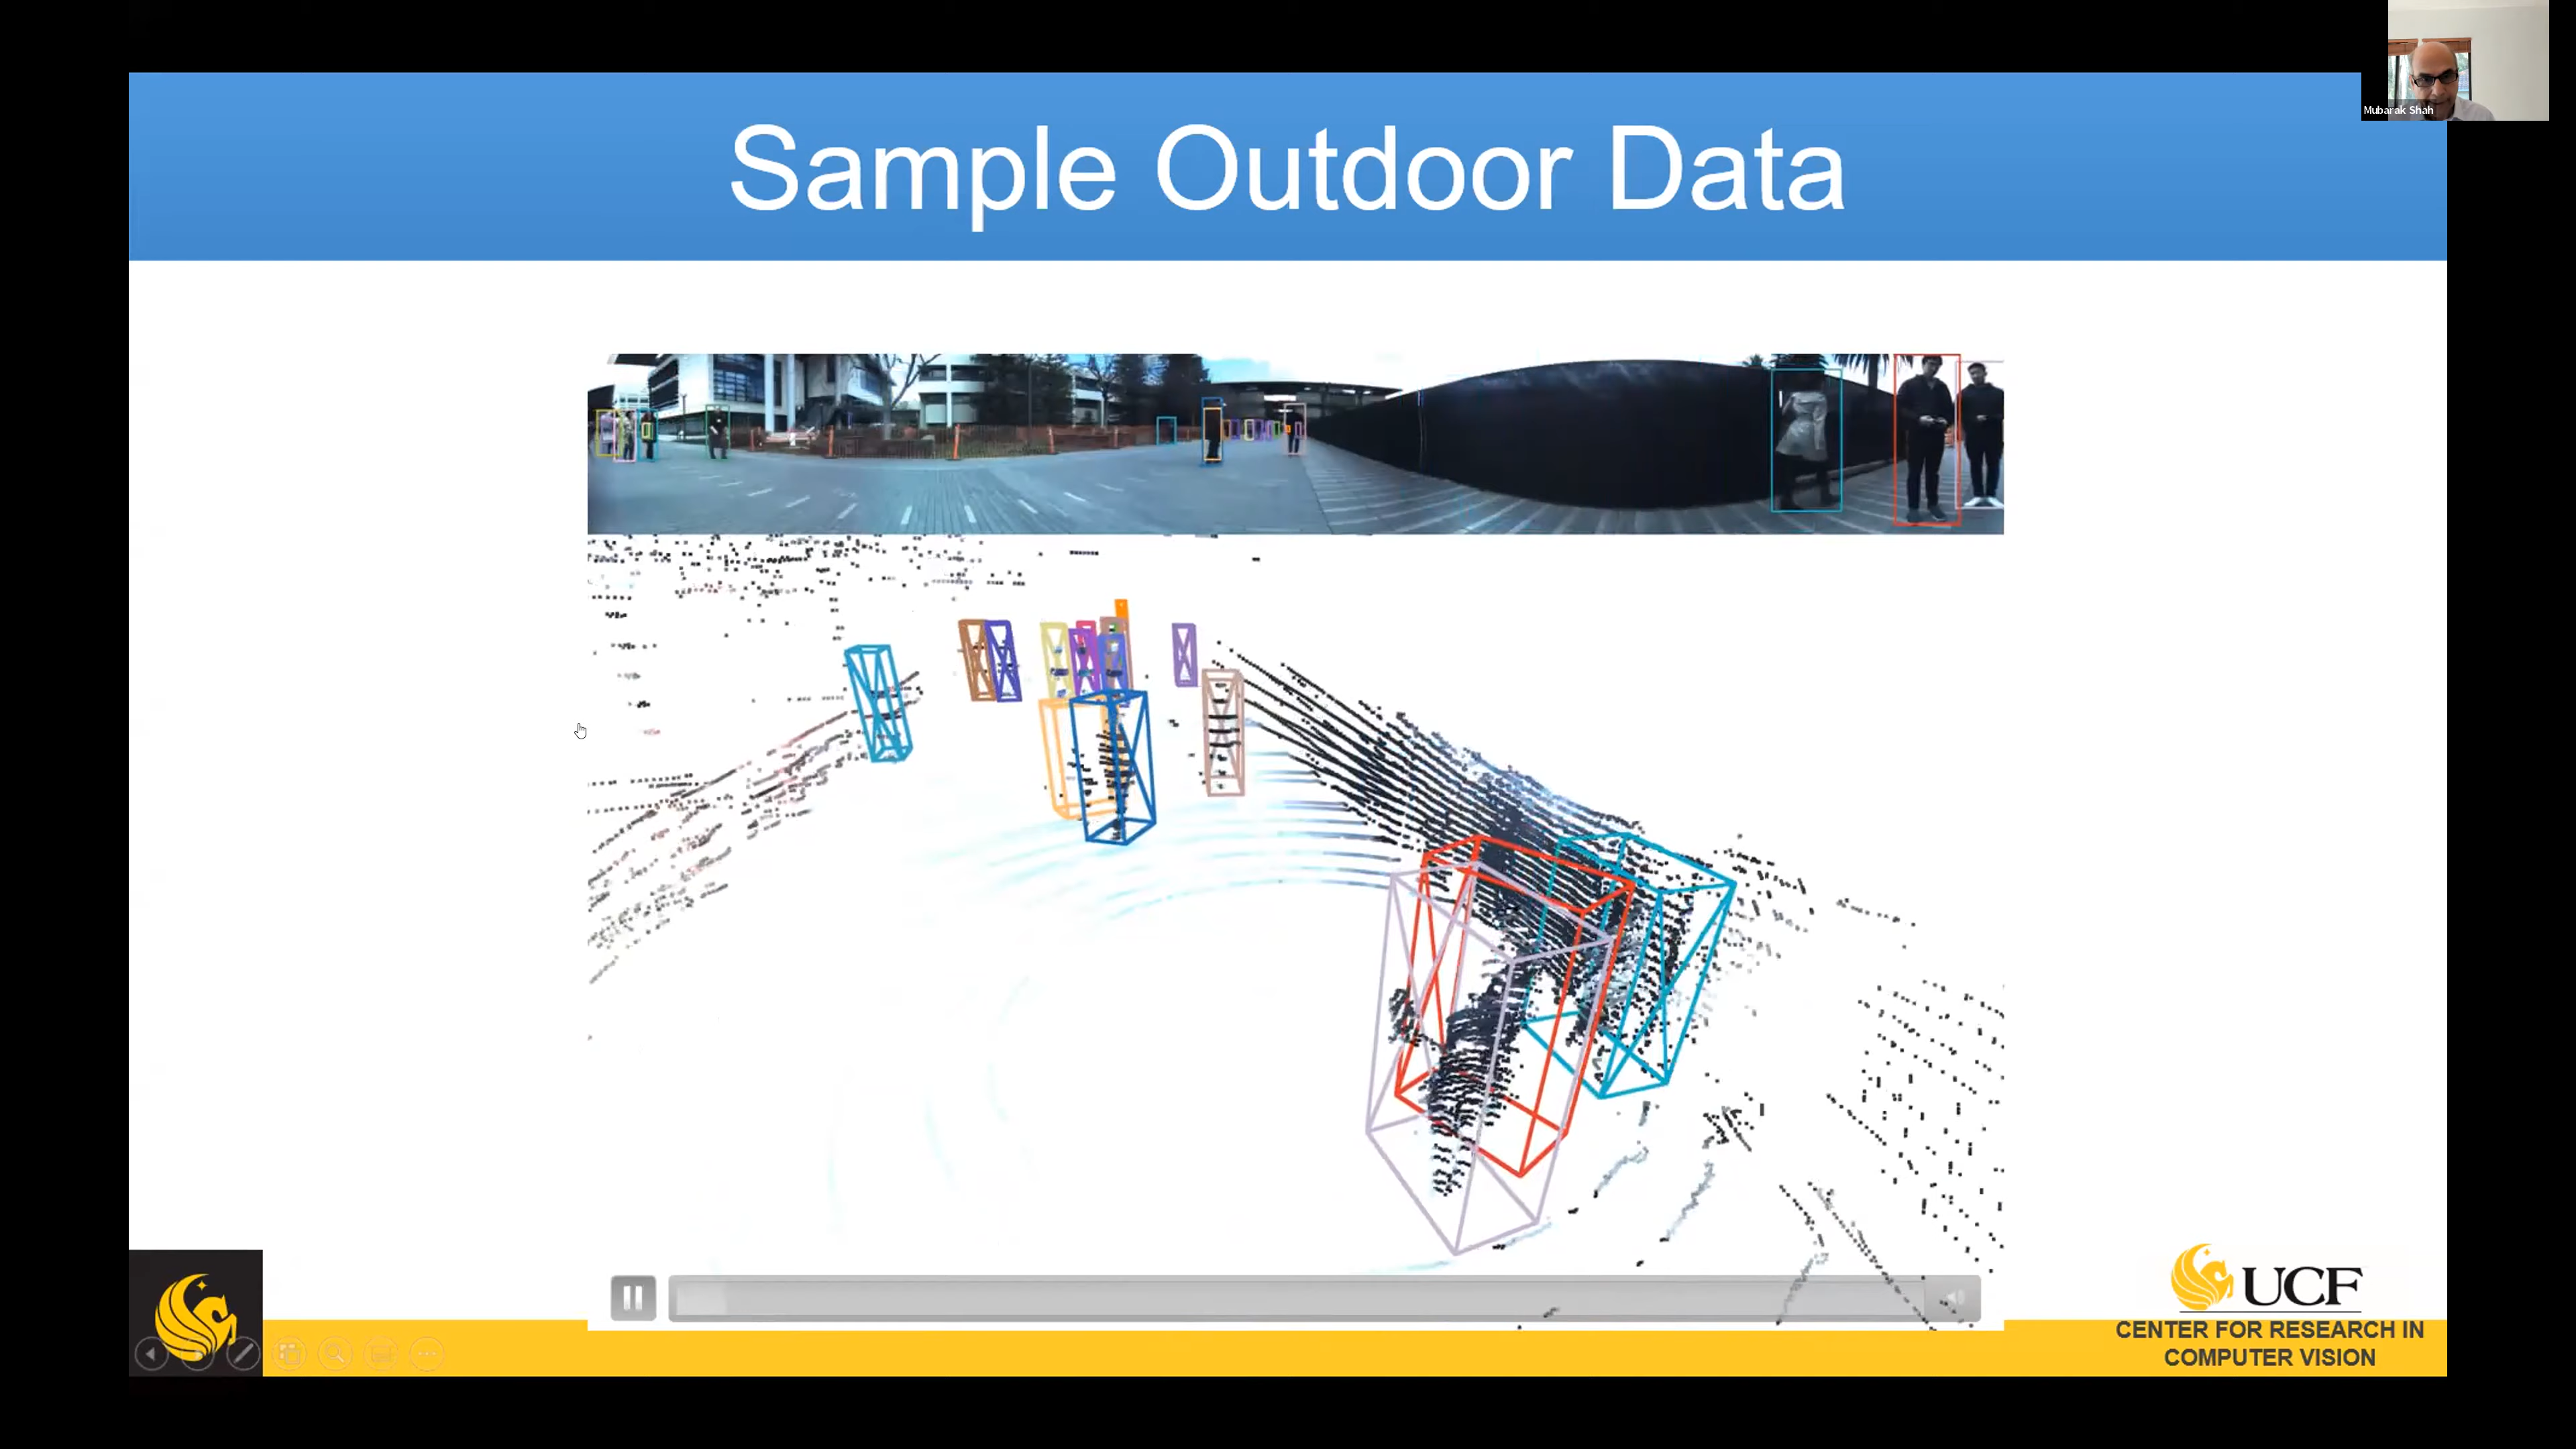 Mubarak Shah
Sample Outdoor Data
UCF
CENTER FOR RESEARCH IN
COMPUTER VISION